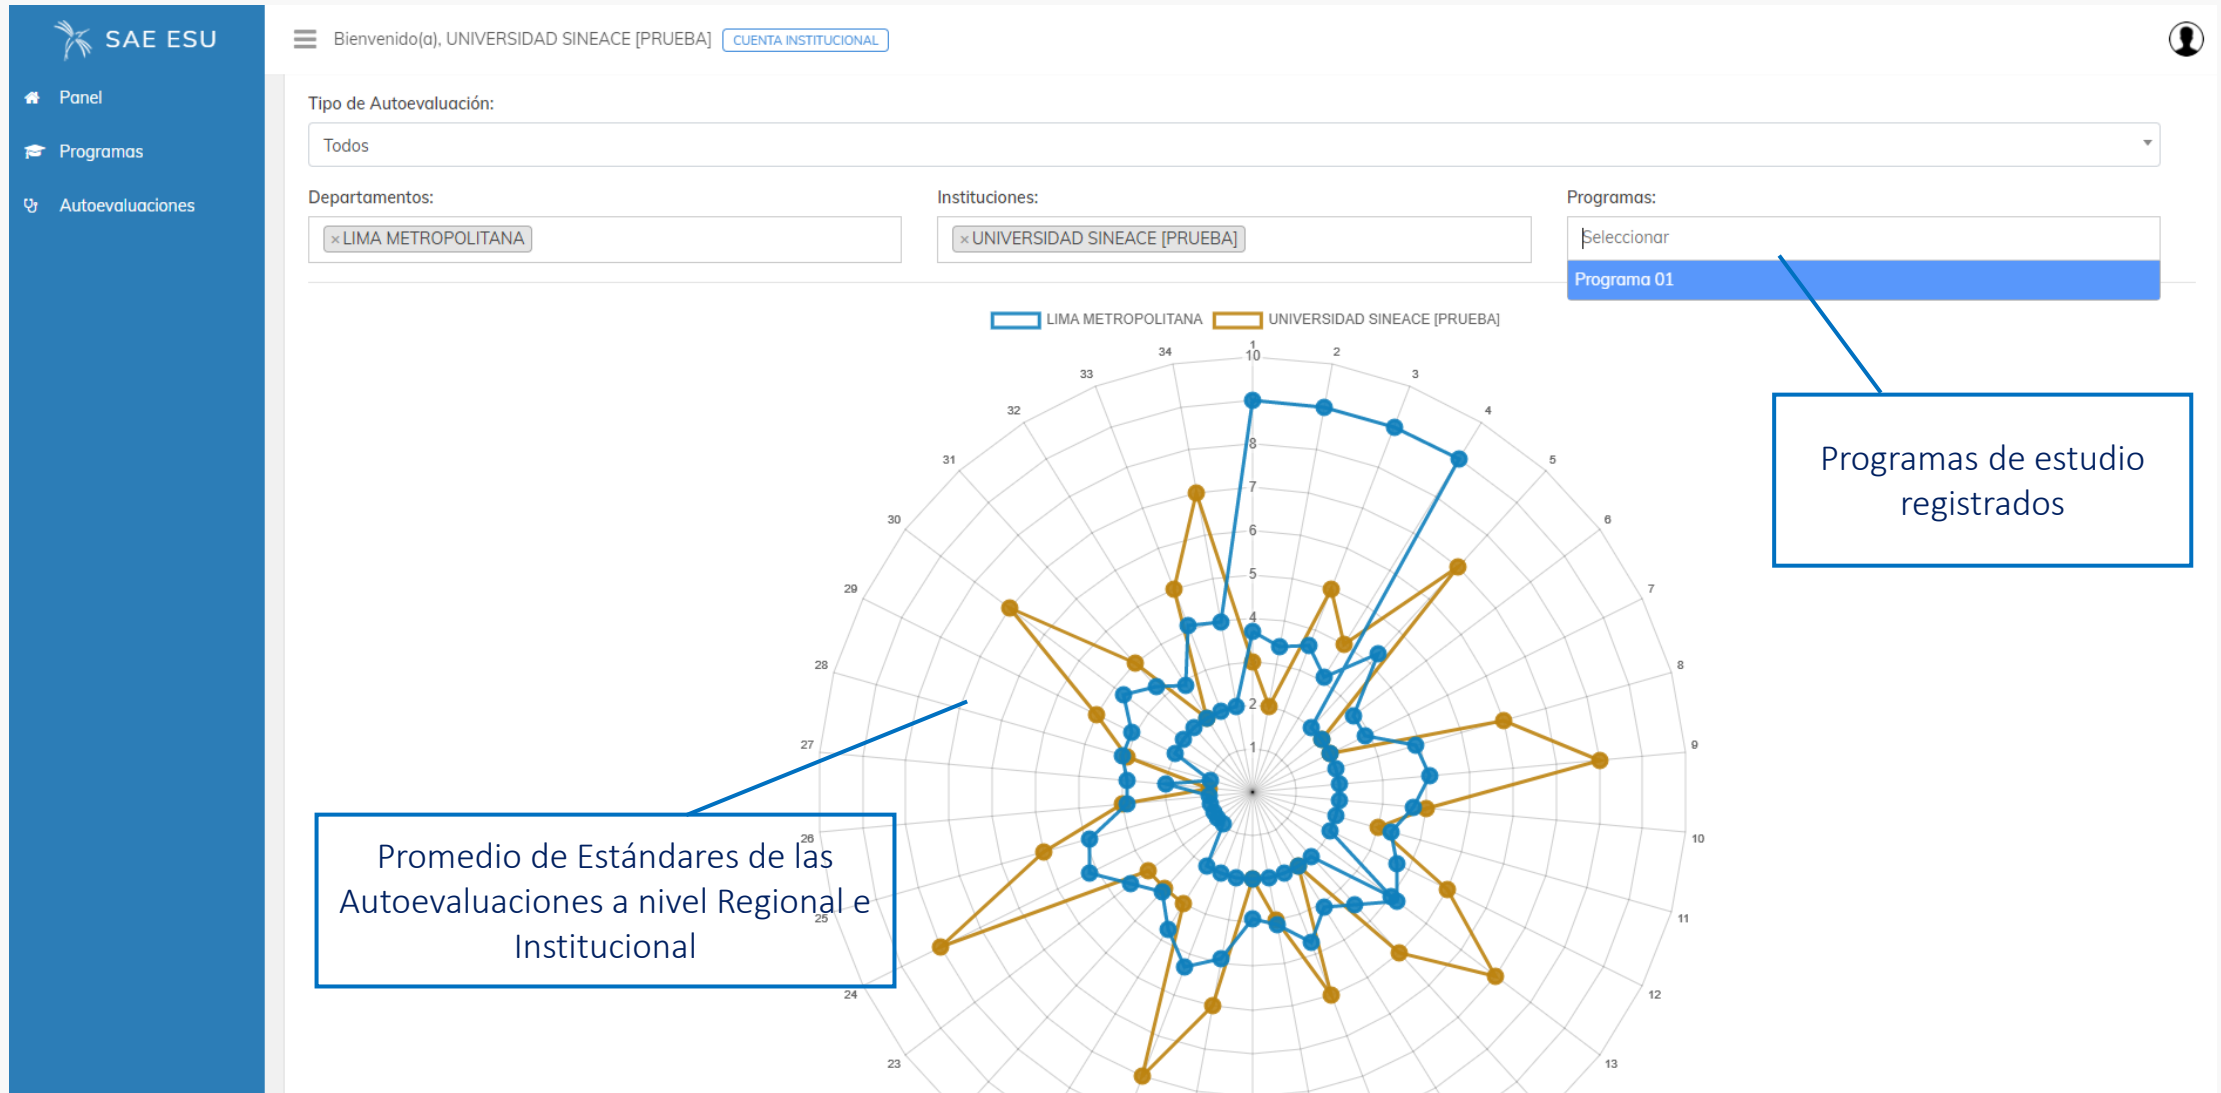 SAE ESU
Bienvenido(a), UNIVERSIDAD SINEACE [PRUEBA] CUENTA INSTITUCIONAL
Panel
Programas
Autoevaluaciones
Tipo de Autoevaluación:
Todos
Departamentos:
× LIMA METROPOLITANA
Instituciones:
× UNIVERSIDAD SINEACE [PRUEBA]
Programas:
Seleccionar
Programa 01
LIMA METROPOLITANA UNIVERSIDAD SINEACE [PRUEBA]
1
2
3
4
5
6
7
8
9
10
11
12
13
23
24
25
26
27
28
29
30
31
32
33
34
10
8
7
6
5
4
2
1
Programas de estudio
registrados
Promedio de Estándares de las
Autoevaluaciones a nivel Regional e
Institucional